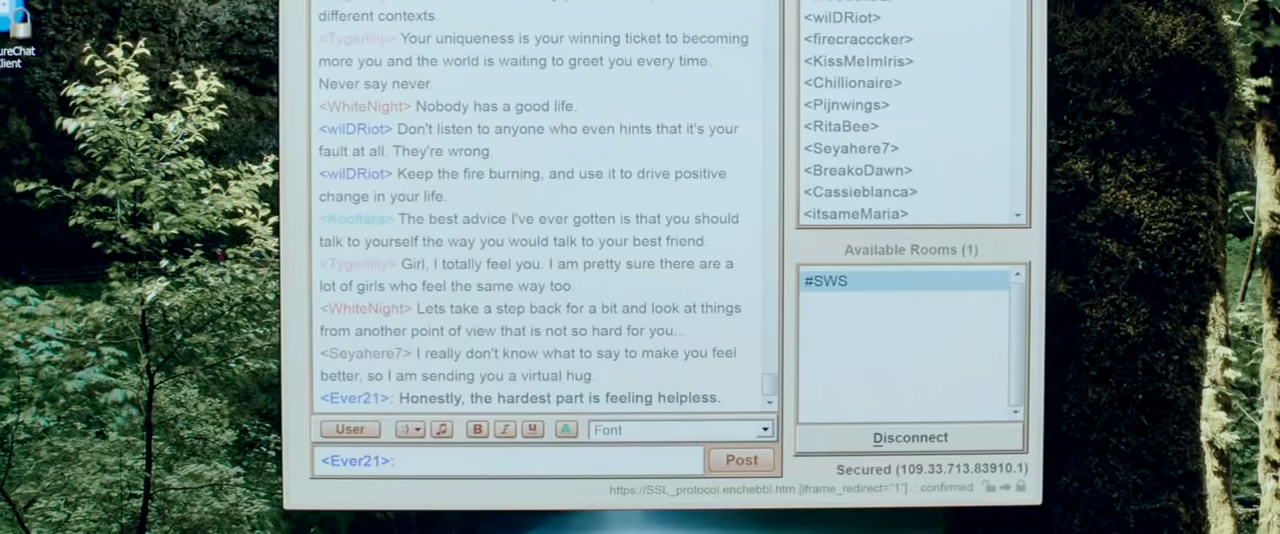 ureChat
lient
different contexts.
<Tygerlilly> Your uniqueness is your winning ticket to becoming
more you and the world is waiting to greet you every time.
Never say never.
<WhiteNight> Nobody has a good life.
<wilDRiot> Don't listen to anyone who even hints that it's your
fault at all. They're wrong.
<wilDRiot> Keep the fire burning, and use it to drive positive
change in your life.
<Kooltara> The best advice I've ever gotten is that you should
talk to yourself the way you would talk to your best friend.
<Tygerlilly> Girl, I totally feel you. I am pretty sure there are a
lot of girls who feel the same way too.
<WhiteNight> Lets take a step back for a bit and look at things
from another point of view that is not so hard for you...
<Seyahere7> I really don't know what to say to make you feel
better, so I am sending you a virtual hug.
<Ever21>: Honestly, the hardest part is feeling helpless.
User :) B I u A Font
<Ever21>: Post
<wilDRiot>
<firecracccker>
<KissMeImIris>
<Chillionaire>
<Pijnwings>
<RitaBee>
<Seyahere7>
<BreakoDawn>
<Cassieblanca>
<itsameMaria>
Available Rooms (1)
#SWS
Disconnect
Secured (109.33.713.83910.1)
https://SSL_protocol.enchebbl.htm [iframe_redirect="1"] :: confirmed